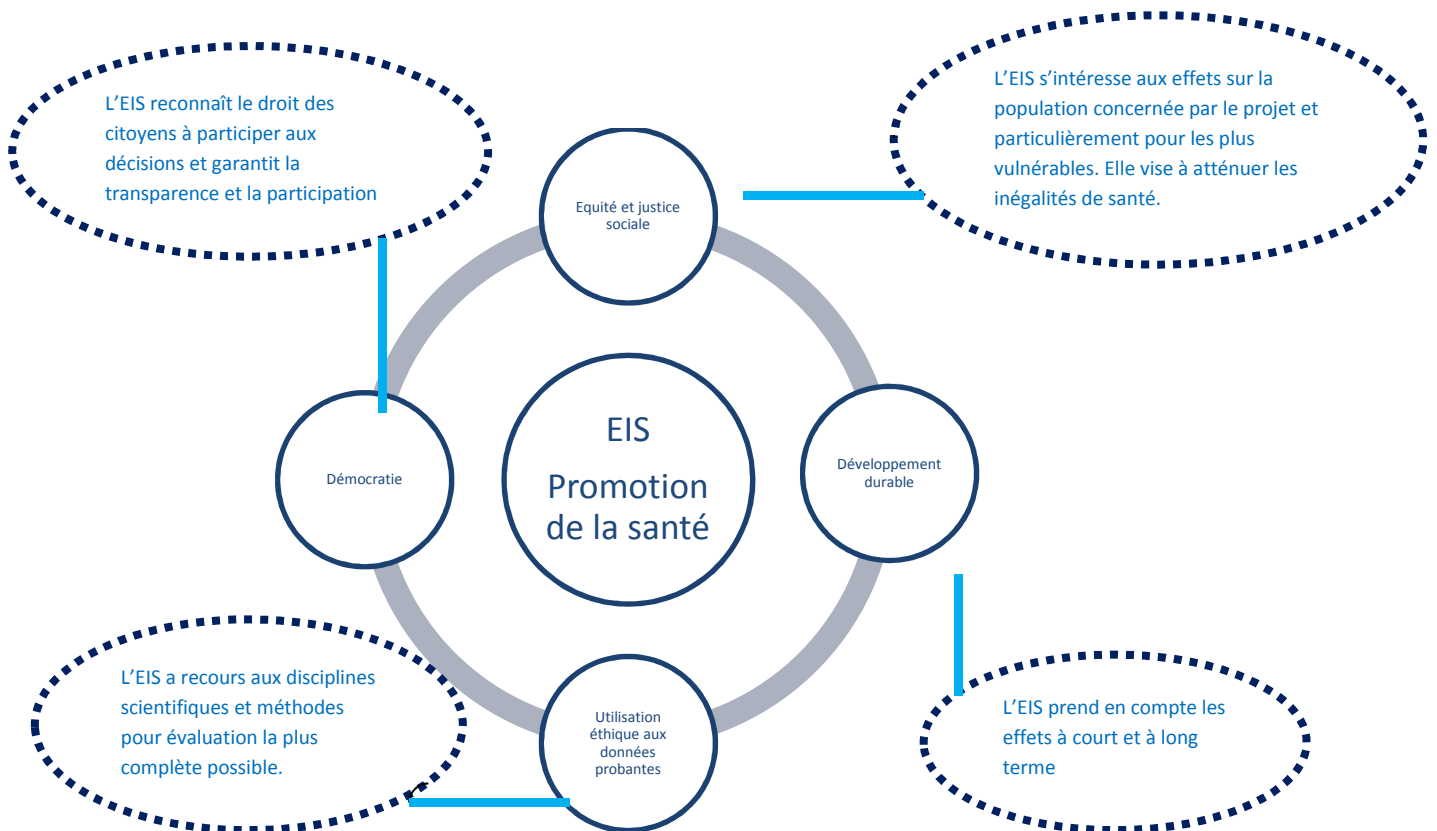 L’EIS reconnaît le droit des
citoyens à participer aux
décisions et garantit la
transparence et la participation
L’EIS s’intéresse aux effets sur la
population concernée par le projet et
particulièrement pour les plus
vulnérables. Elle vise à atténuer les
inégalités de santé.
Equité et justice
sociale
Démocratie
EIS
Promotion
de la santé
Développement
durable
L’EIS a recours aux disciplines
scientifiques et méthodes
pour évaluation la plus
complète possible.
Utilisation
éthique aux
données
probantes
L’EIS prend en compte les
effets à court et à long
terme